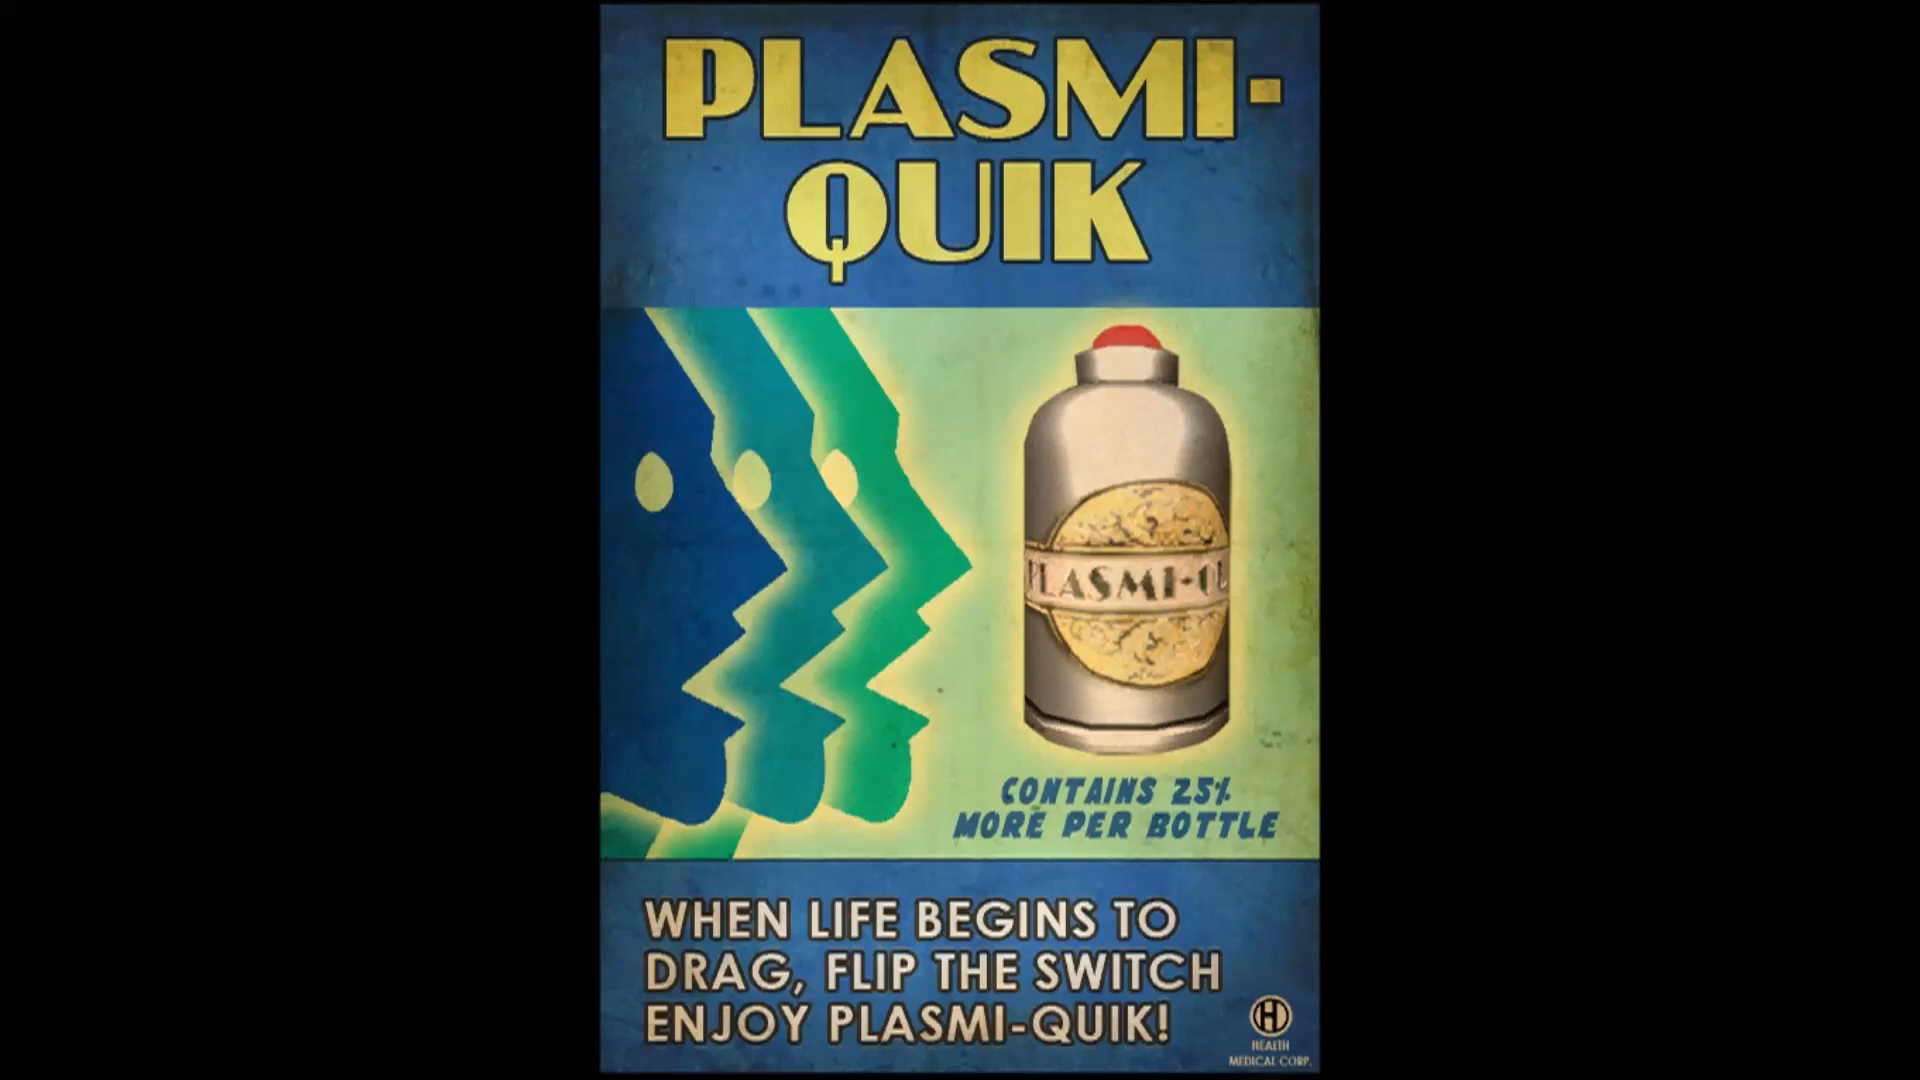 PLASMI-
QUIK
PLASMI-QU
CONTAINS 25%
MORE PER BOTTLE
WHEN LIFE BEGINS TO
DRAG, FLIP THE SWITCH
ENJOY PLASMI-QUIK!
H
HEALTH
MEDICAL CORP.